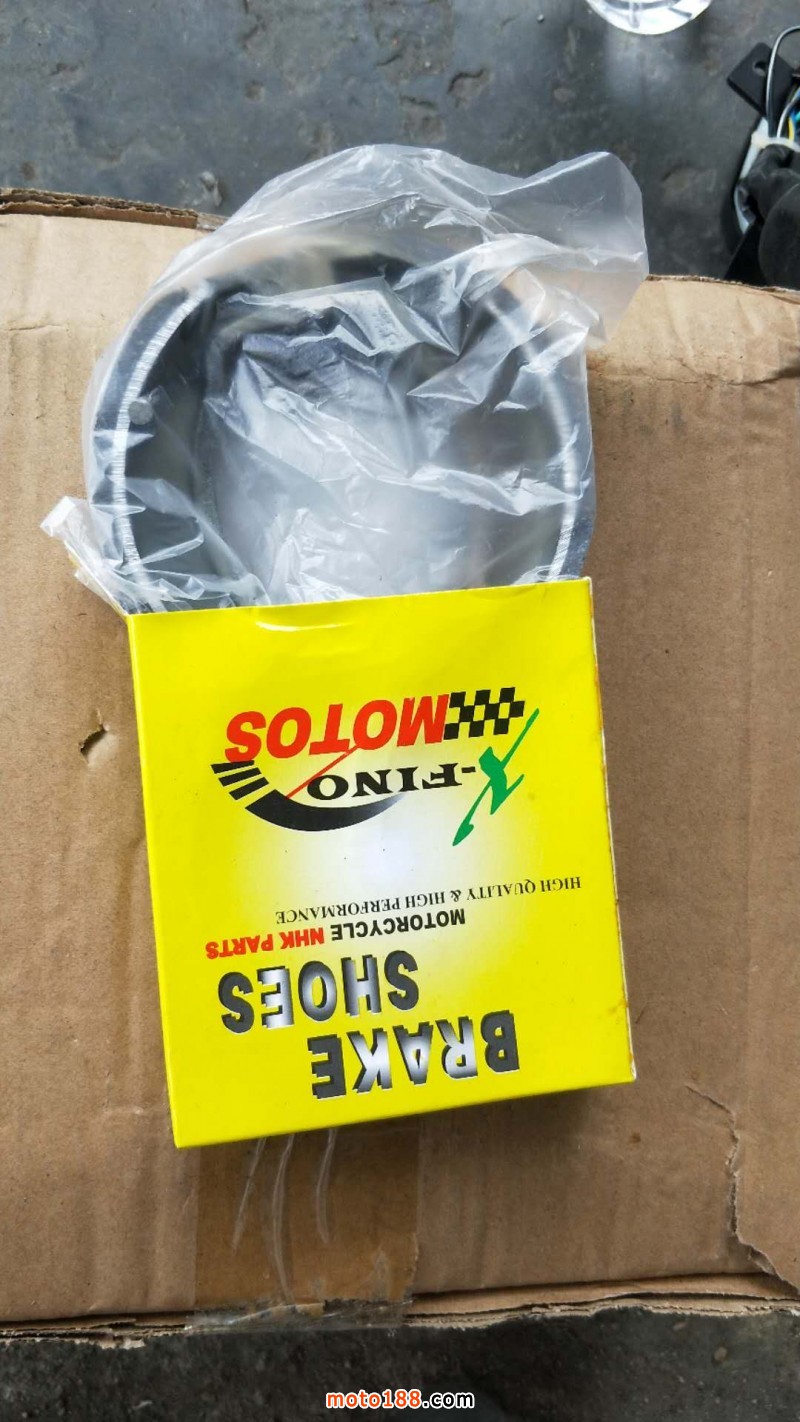 BRAKE
SHOES
MOTORCYCLE NHK PARTS
HIGH QUALITY & HIGH PERFORMANCE
X-FINO
MOTOS
moto188.com